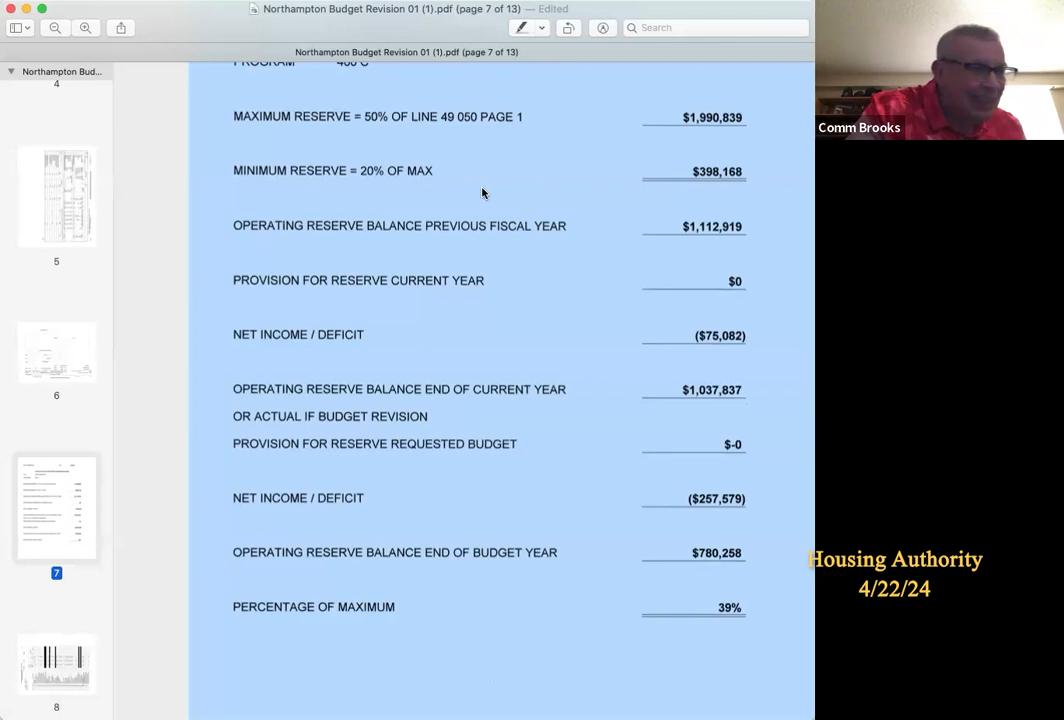 Northampton Budget Revision 01 (1).pdf (page 7 of 13) — Edited
Search
Northampton Budget Revision 01 (1).pdf (page 7 of 13)
Northampton Bud...
4
5
6
7
8
PROGRAM 400 C
MAXIMUM RESERVE = 50% OF LINE 49 050 PAGE 1 $1,990,839
MINIMUM RESERVE = 20% OF MAX $398,168
OPERATING RESERVE BALANCE PREVIOUS FISCAL YEAR $1,112,919
PROVISION FOR RESERVE CURRENT YEAR $0
NET INCOME / DEFICIT ($75,082)
OPERATING RESERVE BALANCE END OF CURRENT YEAR $1,037,837
OR ACTUAL IF BUDGET REVISION
PROVISION FOR RESERVE REQUESTED BUDGET $-0
NET INCOME / DEFICIT ($257,579)
OPERATING RESERVE BALANCE END OF BUDGET YEAR $780,258
PERCENTAGE OF MAXIMUM 39%
Comm Brooks
Housing Authority
4/22/24